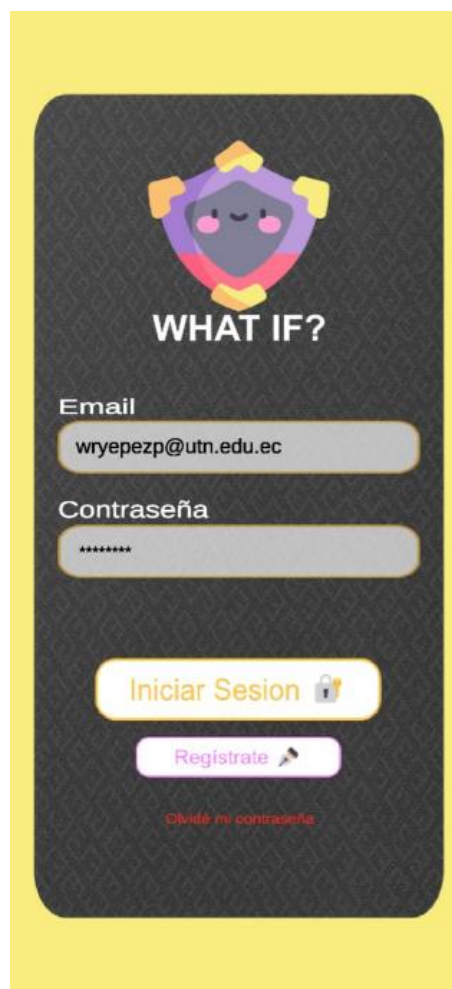 WHAT IF?
Email
wryepezp@utn.edu.ec
Contraseña
********
Iniciar Sesion 🔐
Regístrate ✒️
Olvidé mi contraseña